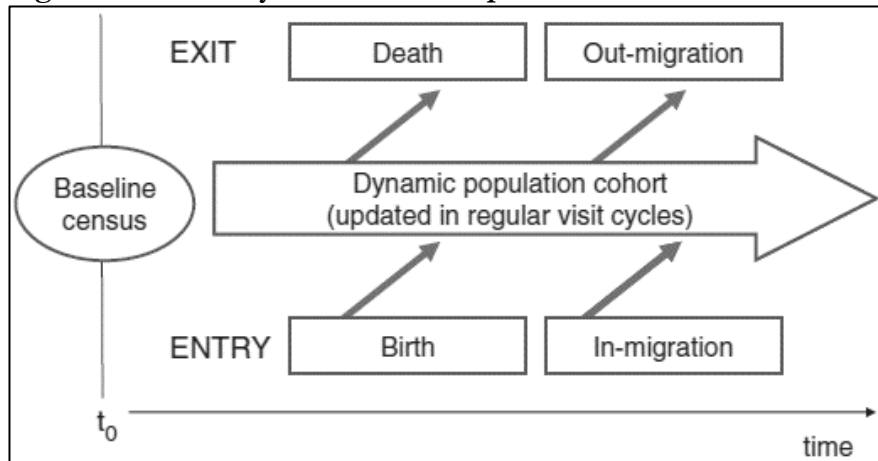 EXIT
Death
Out-migration
Baseline
census
Dynamic population cohort
(updated in regular visit cycles)
ENTRY
Birth
In-migration
t0
time